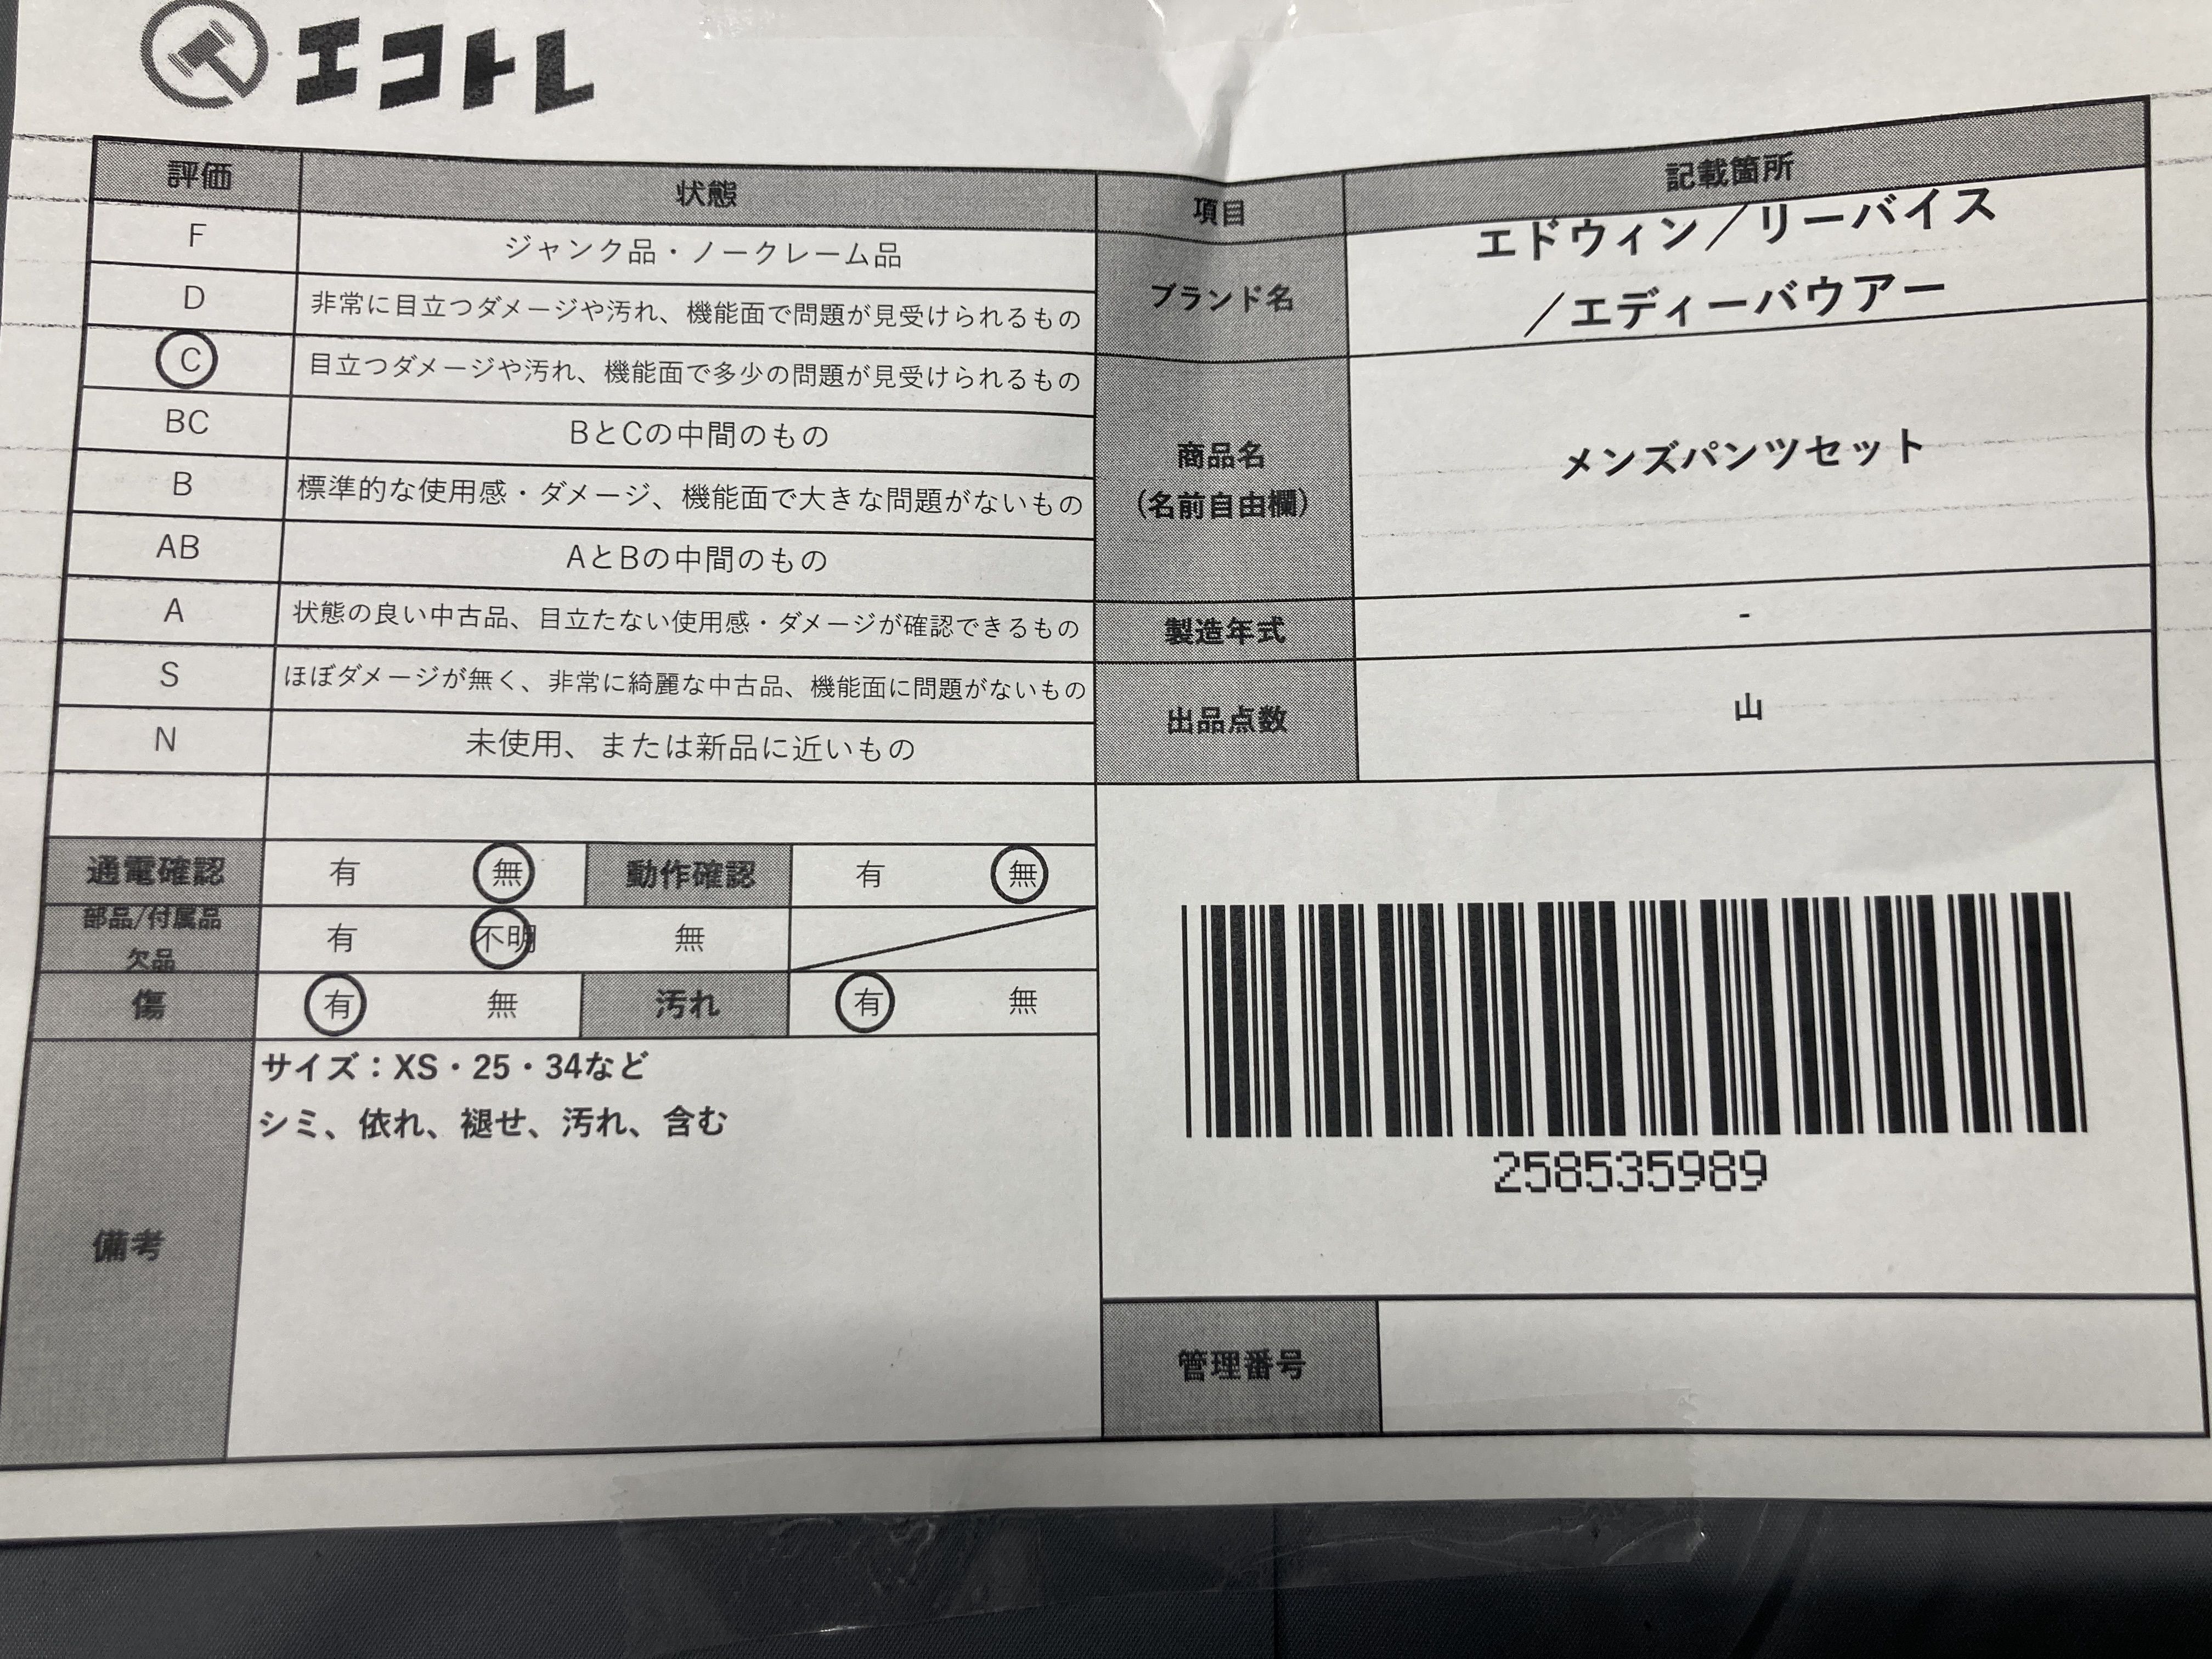 エコトレ
評価 状態 項目 記載箇所
F ジャンク品・ノークレーム品
D 非常に目立つダメージや汚れ、機能面で問題が見受けられるもの
C 目立つダメージや汚れ、機能面で多少の問題が見受けられるもの
BC BとCの中間のもの
B 標準的な使用感・ダメージ、機能面で大きな問題がないもの
AB AとBの中間のもの
A 状態の良い中古品、目立たない使用感・ダメージが確認できるもの
S ほぼダメージが無く、非常に綺麗な中古品、機能面に問題がないもの
N 未使用、または新品に近いもの
通電確認 有 無 動作確認 有 無
部品/付属品
欠品 有 不明 無
傷 有 無 汚れ 有 無
備考
サイズ：XS・25・34など
シミ、依れ、褪せ、汚れ、含む
ブランド名
エドウィン／リーバイス
／エディーバウアー
商品名
（名前自由欄）
メンズパンツセット
製造年式 -
出品点数 山
258535989
管理番号